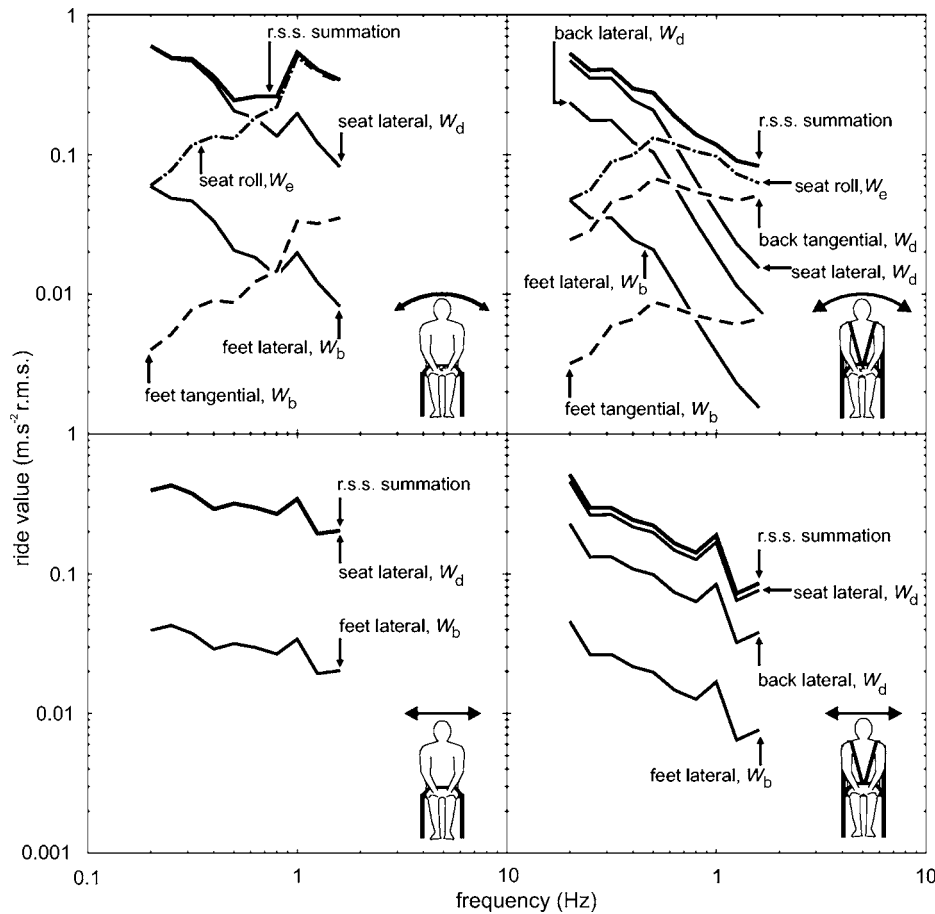 1
r.s.s. summation
back lateral, Wd
seat lateral, Wd
r.s.s. summation
0.1
seat roll,We
seat roll, We
back tangential, Wd
feet lateral, Wb
seat lateral, Wd
0.01
feet lateral, Wb
feet tangential, Wb
feet tangential, Wb
ride value (m.s-2 r.m.s.)
1
r.s.s. summation
r.s.s. summation
seat lateral, Wd
seat lateral, Wd
0.1
feet lateral, Wb
back lateral, Wd
0.01
feet lateral, Wb
0.001
0.1
1
10
1
10
frequency (Hz)